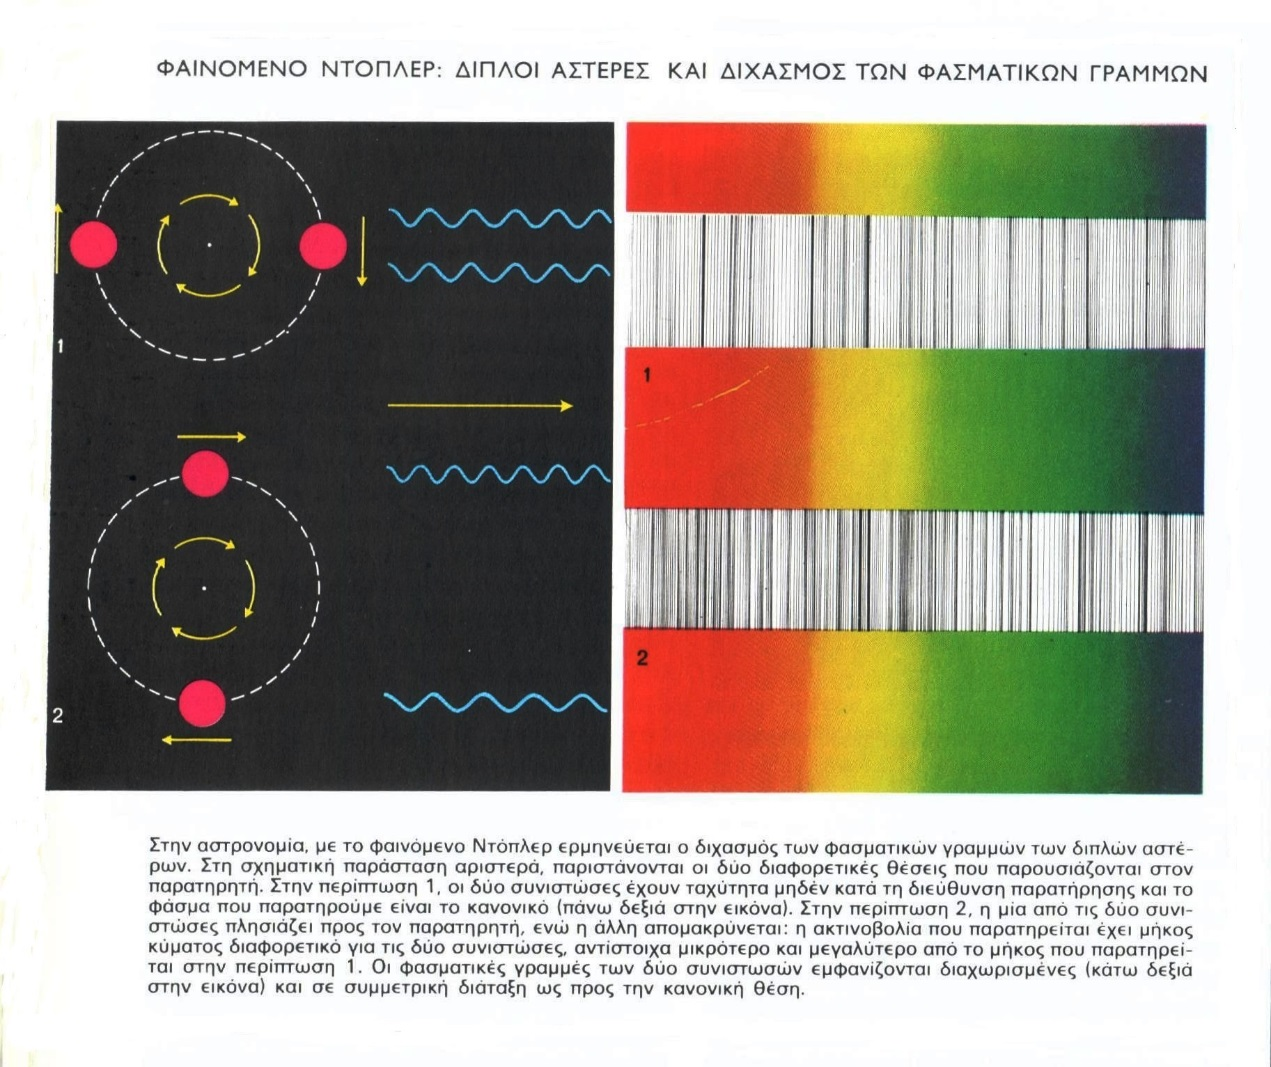 ΦΑΙΝΟΜΕΝΟ ΝΤΟΠΛΕΡ: ΔΙΠΛΟΙ ΑΣΤΕΡΕΣ ΚΑΙ ΔΙΧΑΣΜΟΣ ΤΩΝ ΦΑΣΜΑΤΙΚΩΝ ΓΡΑΜΜΩΝ
1
2
1
2
Στην αστρονομία, με το φαινόμενο Ντόπλερ ερμηνεύεται ο διχασμός των φασματικών γραμμών των διπλών αστέ-
ρων. Στη σχηματική παράσταση αριστερά, παριστάνονται οι δύο διαφορετικές θέσεις που παρουσιάζονται στον
παρατηρητή. Στην περίπτωση 1, οι δύο συνιστώσες έχουν ταχύτητα μηδέν κατά τη διεύθυνση παρατήρησης και το
φάσμα που παρατηρούμε είναι το κανονικό (πάνω δεξιά στην εικόνα). Στην περίπτωση 2, η μία από τις δύο συνι-
στώσες πλησιάζει προς τον παρατηρητή, ενώ η άλλη απομακρύνεται: η ακτινοβολία που παρατηρείται έχει μήκος
κύματος διαφορετικό για τις δύο συνιστώσες, αντίστοιχα μικρότερο και μεγαλύτερο από το μήκος που παρατηρεί-
ται στην περίπτωση 1. Οι φασματικές γραμμές των δύο συνιστωσών εμφανίζονται διαχωρισμένες (κάτω δεξιά
στην εικόνα) και σε συμμετρική διάταξη ως προς την κανονική θέση.